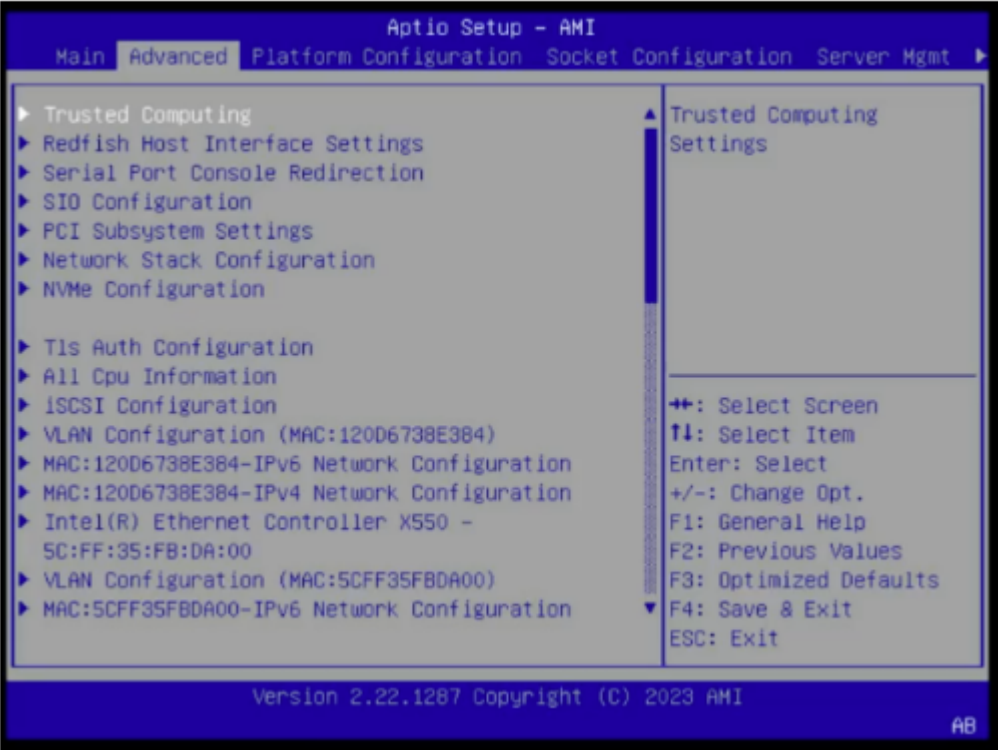 Aptio Setup – AMI
Main Advanced Platform Configuration Socket Configuration Server Mgmt
Trusted Computing
Redfish Host Interface Settings
Serial Port Console Redirection
SIO Configuration
PCI Subsystem Settings
Network Stack Configuration
NVMe Configuration
Tls Auth Configuration
All Cpu Information
iSCSI Configuration
VLAN Configuration (MAC:120D6738E384)
MAC:120D6738E384-IPv6 Network Configuration
MAC:120D6738E384-IPv4 Network Configuration
Intel(R) Ethernet Controller X550 –
5C:FF:35:FB:DA:00
VLAN Configuration (MAC:5CFF35FBDA00)
MAC:5CFF35FBDA00-IPv6 Network Configuration
Trusted Computing
Settings
→←: Select Screen
↑↓: Select Item
Enter: Select
+/-: Change Opt.
F1: General Help
F2: Previous Values
F3: Optimized Defaults
F4: Save & Exit
ESC: Exit
Version 2.22.1287 Copyright (C) 2023 AMI
AB